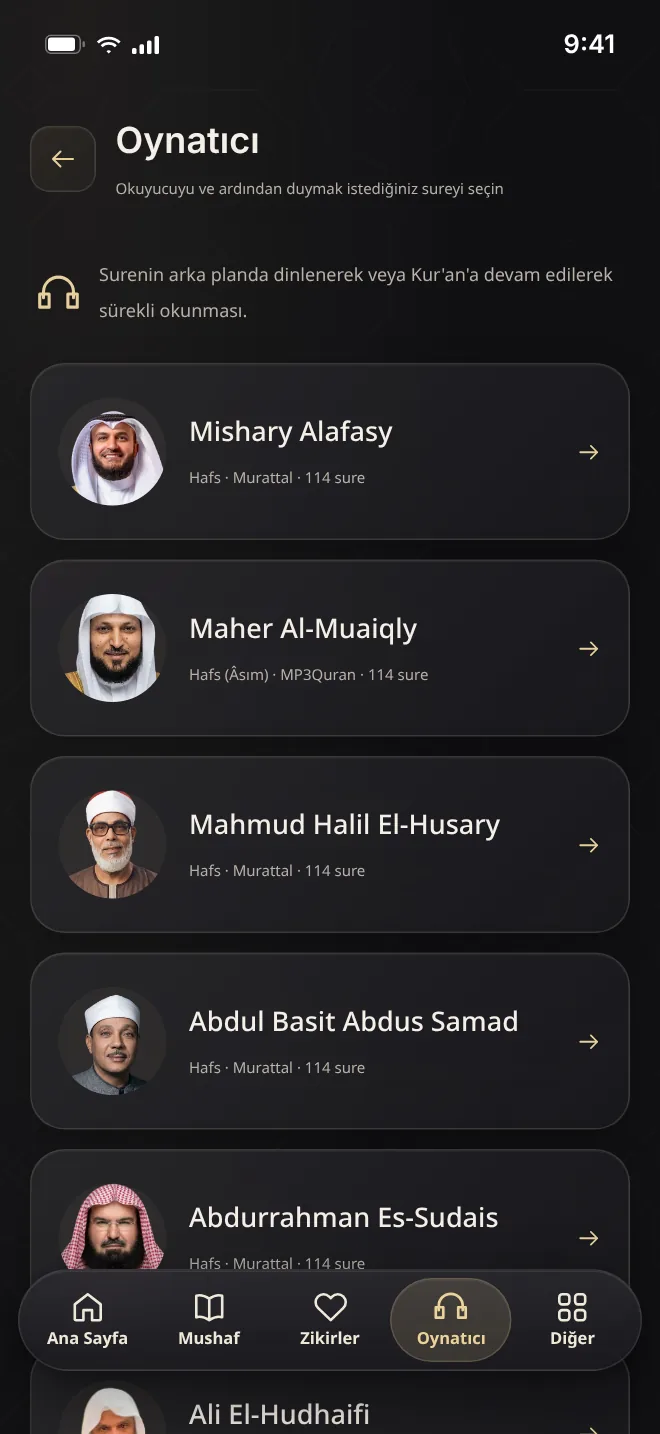 9:41
Oynatıcı
Okuyucuyu ve ardından duymak istediğiniz sureyi seçin
Surenin arka planda dinlenerek veya Kur'an'a devam edilerek
sürekli okunması.
Mishary Alafasy
Hafs · Murattal · 114 sure
Maher Al-Muaiqly
Hafs (Âsım) · MP3Quran · 114 sure
Mahmud Halil El-Husary
Hafs · Murattal · 114 sure
Abdul Basit Abdus Samad
Hafs · Murattal · 114 sure
Abdurrahman Es-Sudais
Hafs · Murattal · 114 sure
Ana Sayfa
Mushaf
Zikirler
Oynatıcı
Diğer
Ali El-Hudhaifi